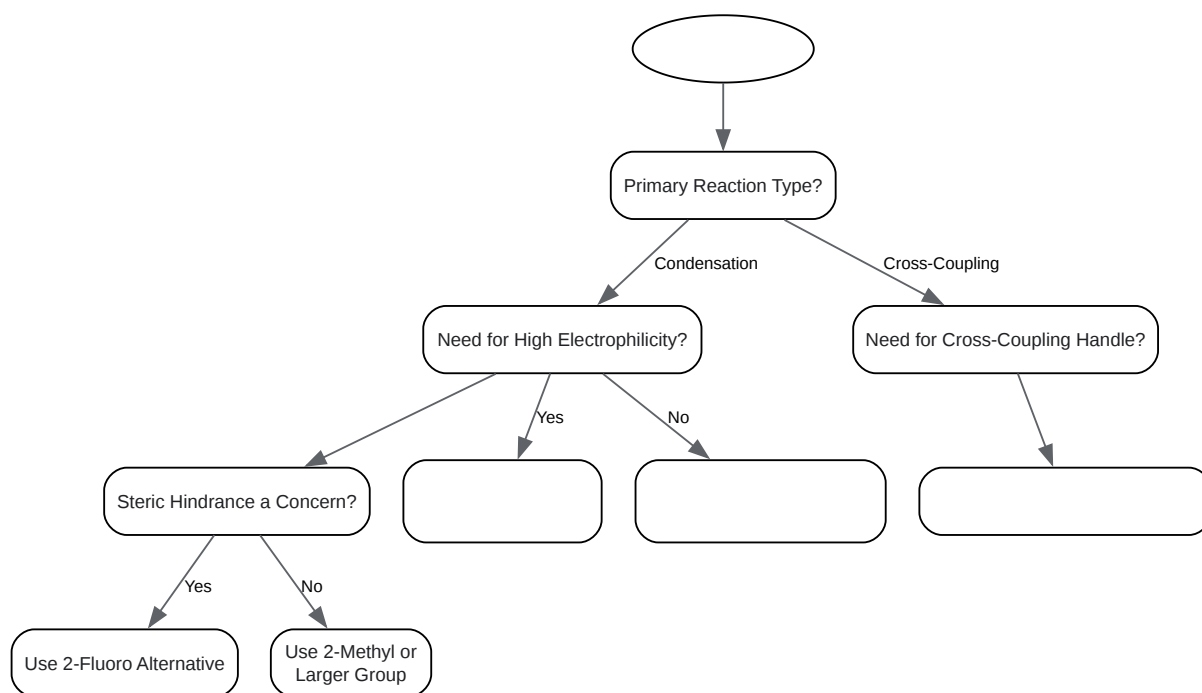 Primary Reaction Type?
Condensation
Cross-Coupling
Need for High Electrophilicity?
Need for Cross-Coupling Handle?
Yes
No
Steric Hindrance a Concern?
Yes
No
Use 2-Fluoro Alternative
Use 2-Methyl or
Larger Group